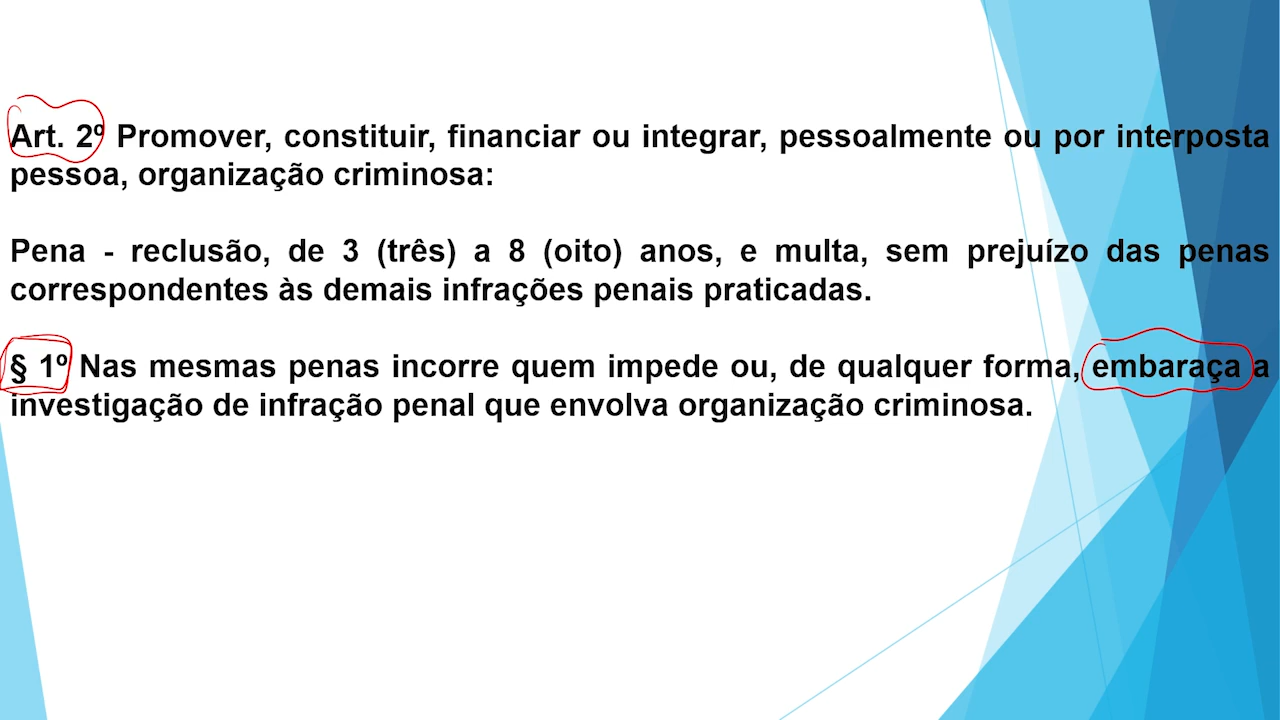 Art. 2º Promover, constituir, financiar ou integrar, pessoalmente ou por interposta
pessoa, organização criminosa:
Pena - reclusão, de 3 (três) a 8 (oito) anos, e multa, sem prejuízo das penas
correspondentes às demais infrações penais praticadas.
§ 1º Nas mesmas penas incorre quem impede ou, de qualquer forma, embaraça a
investigação de infração penal que envolva organização criminosa.